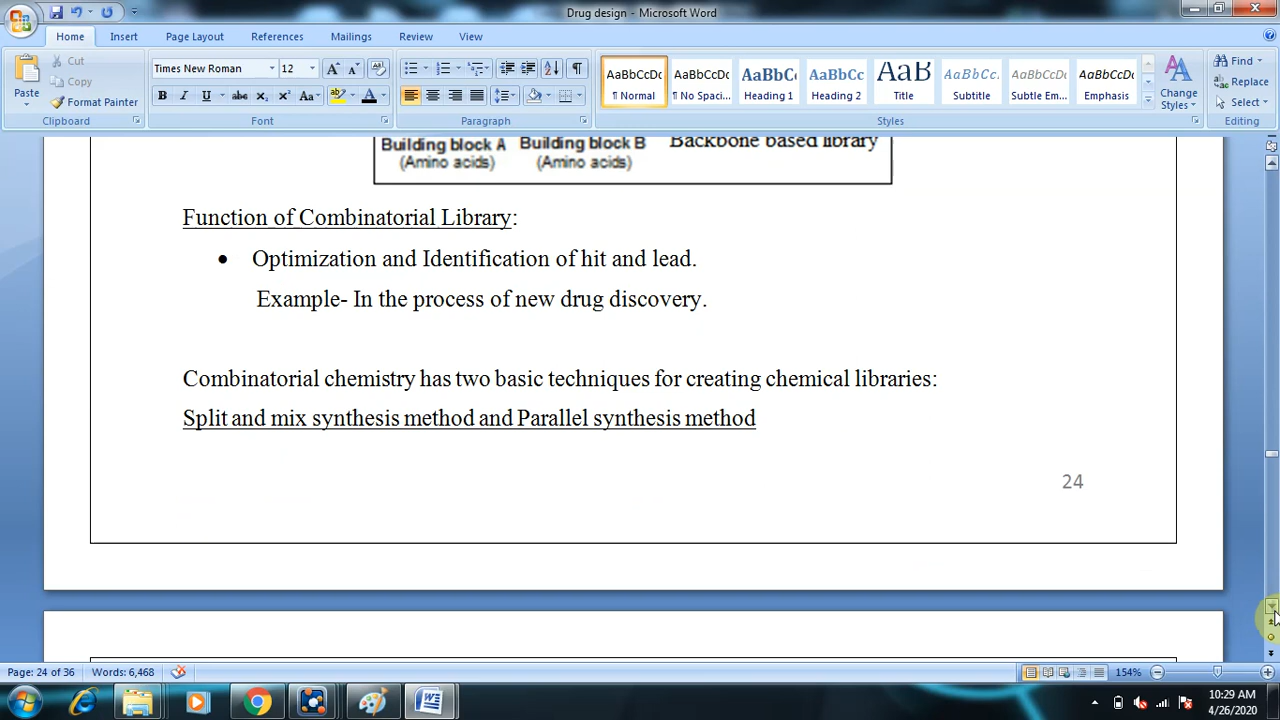 Drug design - Microsoft Word
Home Insert Page Layout References Mailings Review View
Paste
Cut
Copy
Format Painter
Clipboard
Times New Roman 12
Font
Paragraph
AaBbCcDc AaBbCcDc AaBbC AaBbCc AaB AaBbCc. AaBbCcDc AaBbCcDc
¶ Normal ¶ No Spaci... Heading 1 Heading 2 Title Subtitle Subtle Em... Emphasis
Change Styles
Styles
Find
Replace
Select
Editing
Building block A Building block B Backbone based library
(Amino acids) (Amino acids)
Function of Combinatorial Library:
• Optimization and Identification of hit and lead.
Example- In the process of new drug discovery.
Combinatorial chemistry has two basic techniques for creating chemical libraries:
Split and mix synthesis method and Parallel synthesis method
24
Page: 24 of 36 Words: 6,468 154%
10:29 AM
4/26/2020